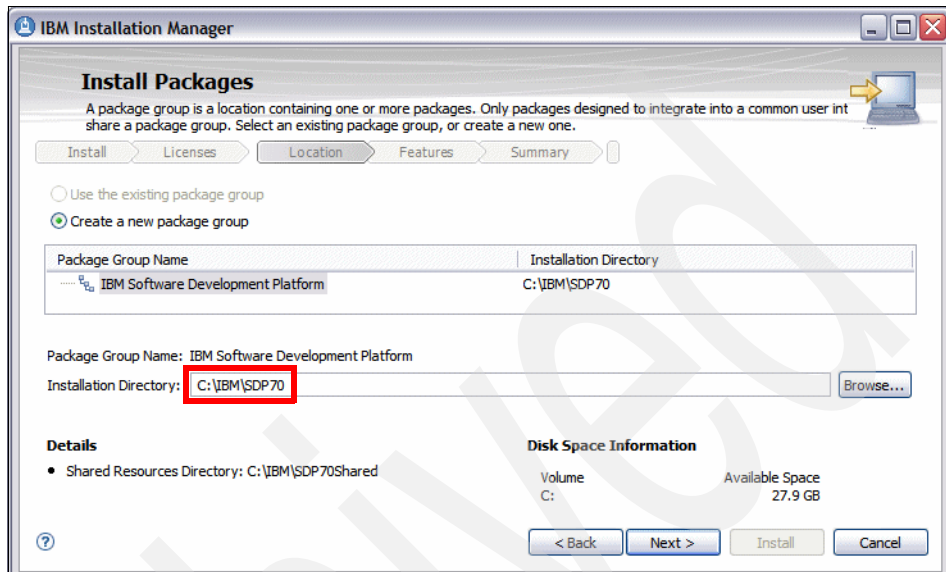 IBM Installation Manager
Install Packages
A package group is a location containing one or more packages. Only packages designed to integrate into a common user int
share a package group. Select an existing package group, or create a new one.
Install Licenses Location Features Summary
Use the existing package group
Create a new package group
Package Group Name Installation Directory
IBM Software Development Platform C:\IBM\SDP70
Package Group Name: IBM Software Development Platform
Installation Directory: C:\IBM\SDP70 Browse...
Details Disk Space Information
• Shared Resources Directory: C:\IBM\SDP70Shared
Volume Available Space
C: 27.9 GB
? < Back Next > Install Cancel